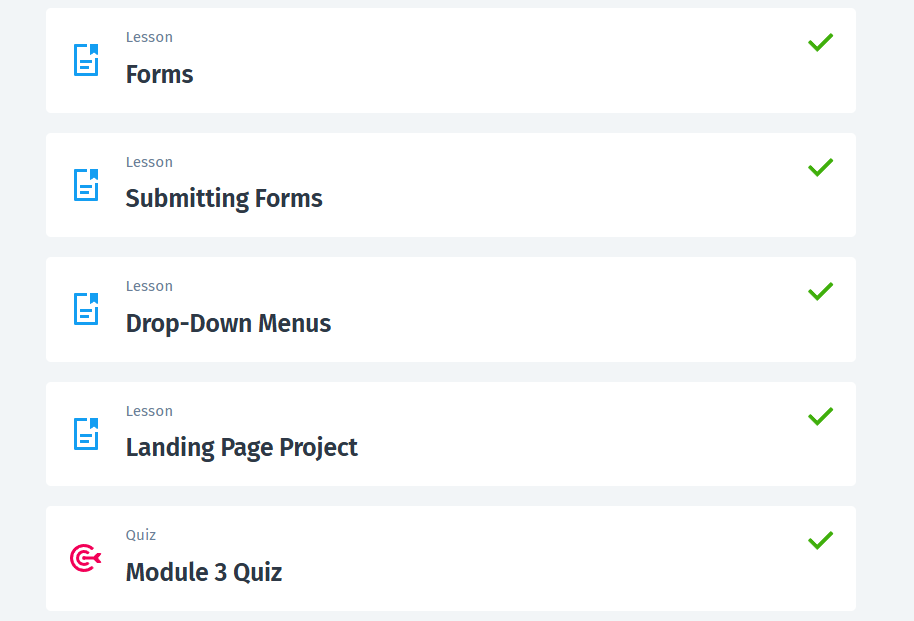 Lesson
Forms
Lesson
Submitting Forms
Lesson
Drop-Down Menus
Lesson
Landing Page Project
Quiz
Module 3 Quiz